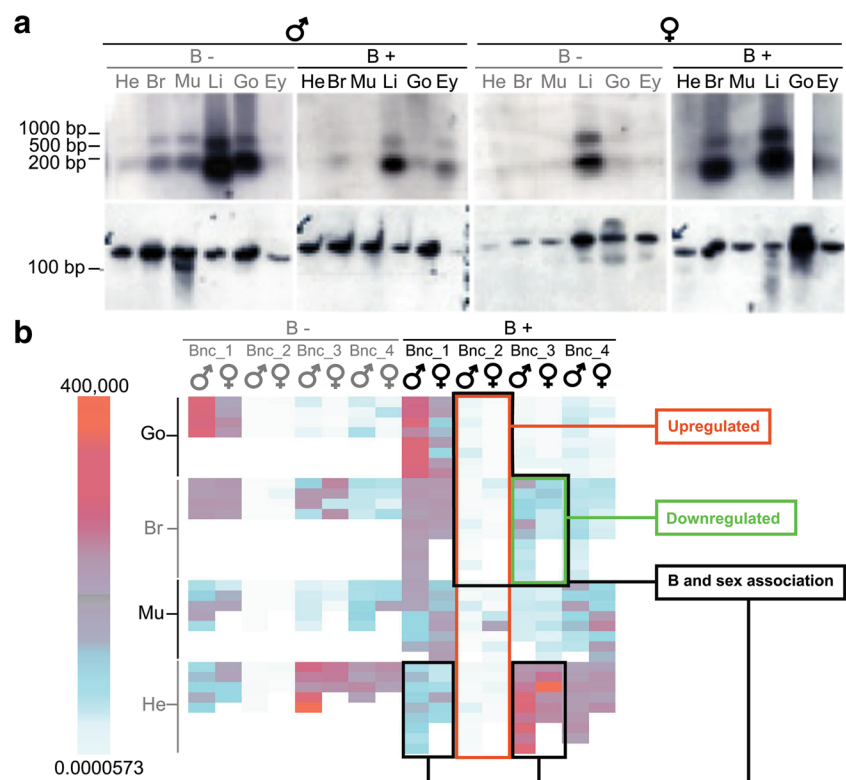 a
♂ ♀
B - B + B - B +
He Br Mu Li Go Ey He Br Mu Li Go Ey He Br Mu Li Go Ey He Br Mu Li Go Ey
1000 bp
500 bp
200 bp
100 bp
b
B - B +
Bnc_1 Bnc_2 Bnc_3 Bnc_4 Bnc_1 Bnc_2 Bnc_3 Bnc_4
♂ ♀ ♂ ♀ ♂ ♀ ♂ ♀ ♂ ♀ ♂ ♀ ♂ ♀ ♂ ♀
400,000
Go
Upregulated
Br
Downregulated
B and sex association
Mu
He
0.0000573